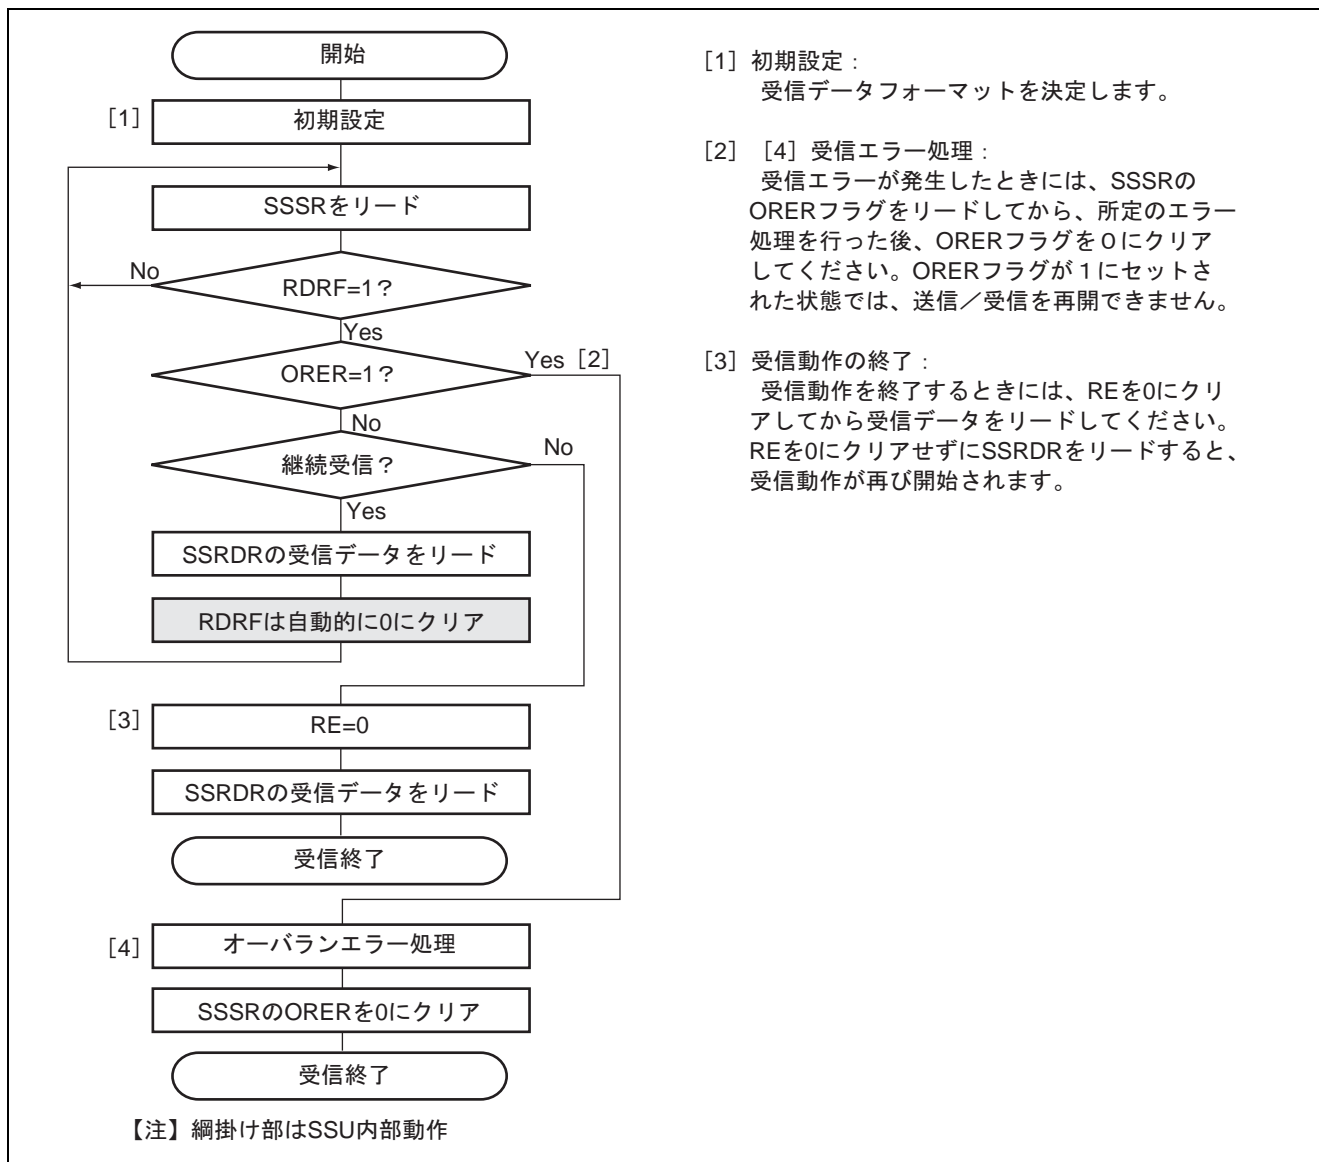 開始
[1]
初期設定
SSSRをリード
No
RDRF=1？
Yes
ORER=1？
Yes [2]
No
継続受信？
No
Yes
SSRDRの受信データをリード
RDRFは自動的に0にクリア
[3]
RE=0
SSRDRの受信データをリード
受信終了
[4]
オーバランエラー処理
SSSRのORERを0にクリア
受信終了
【注】綱掛け部はSSU内部動作
[1] 初期設定：
受信データフォーマットを決定します。
[2] [4] 受信エラー処理：
受信エラーが発生したときには、SSSRの
ORERフラグをリードしてから、所定のエラー
処理を行った後、ORERフラグを０にクリア
してください。ORERフラグが１にセットさ
れた状態では、送信／受信を再開できません。
[3] 受信動作の終了：
受信動作を終了するときには、REを0にクリ
アしてから受信データをリードしてください。
REを0にクリアせずにSSRDRをリードすると、
受信動作が再び開始されます。